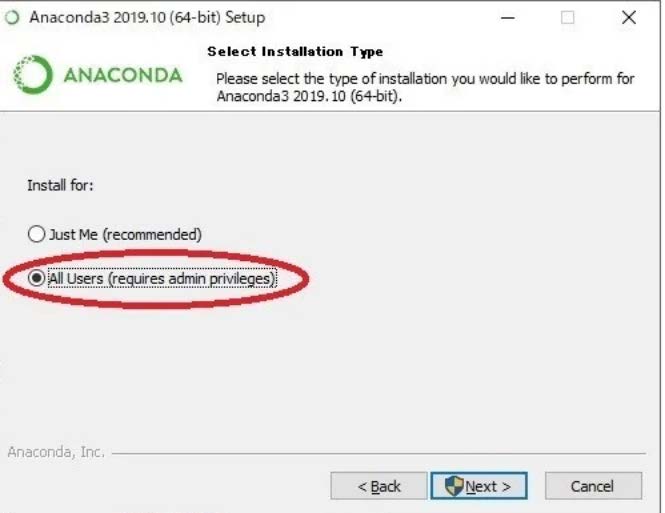 Anaconda3 2019.10 (64-bit) Setup
Select Installation Type
ANACONDA
Please select the type of installation you would like to perform for
Anaconda3 2019.10 (64-bit).
Install for:
Just Me (recommended)
All Users (requires admin privileges)
Anaconda, Inc.
< Back
Next >
Cancel